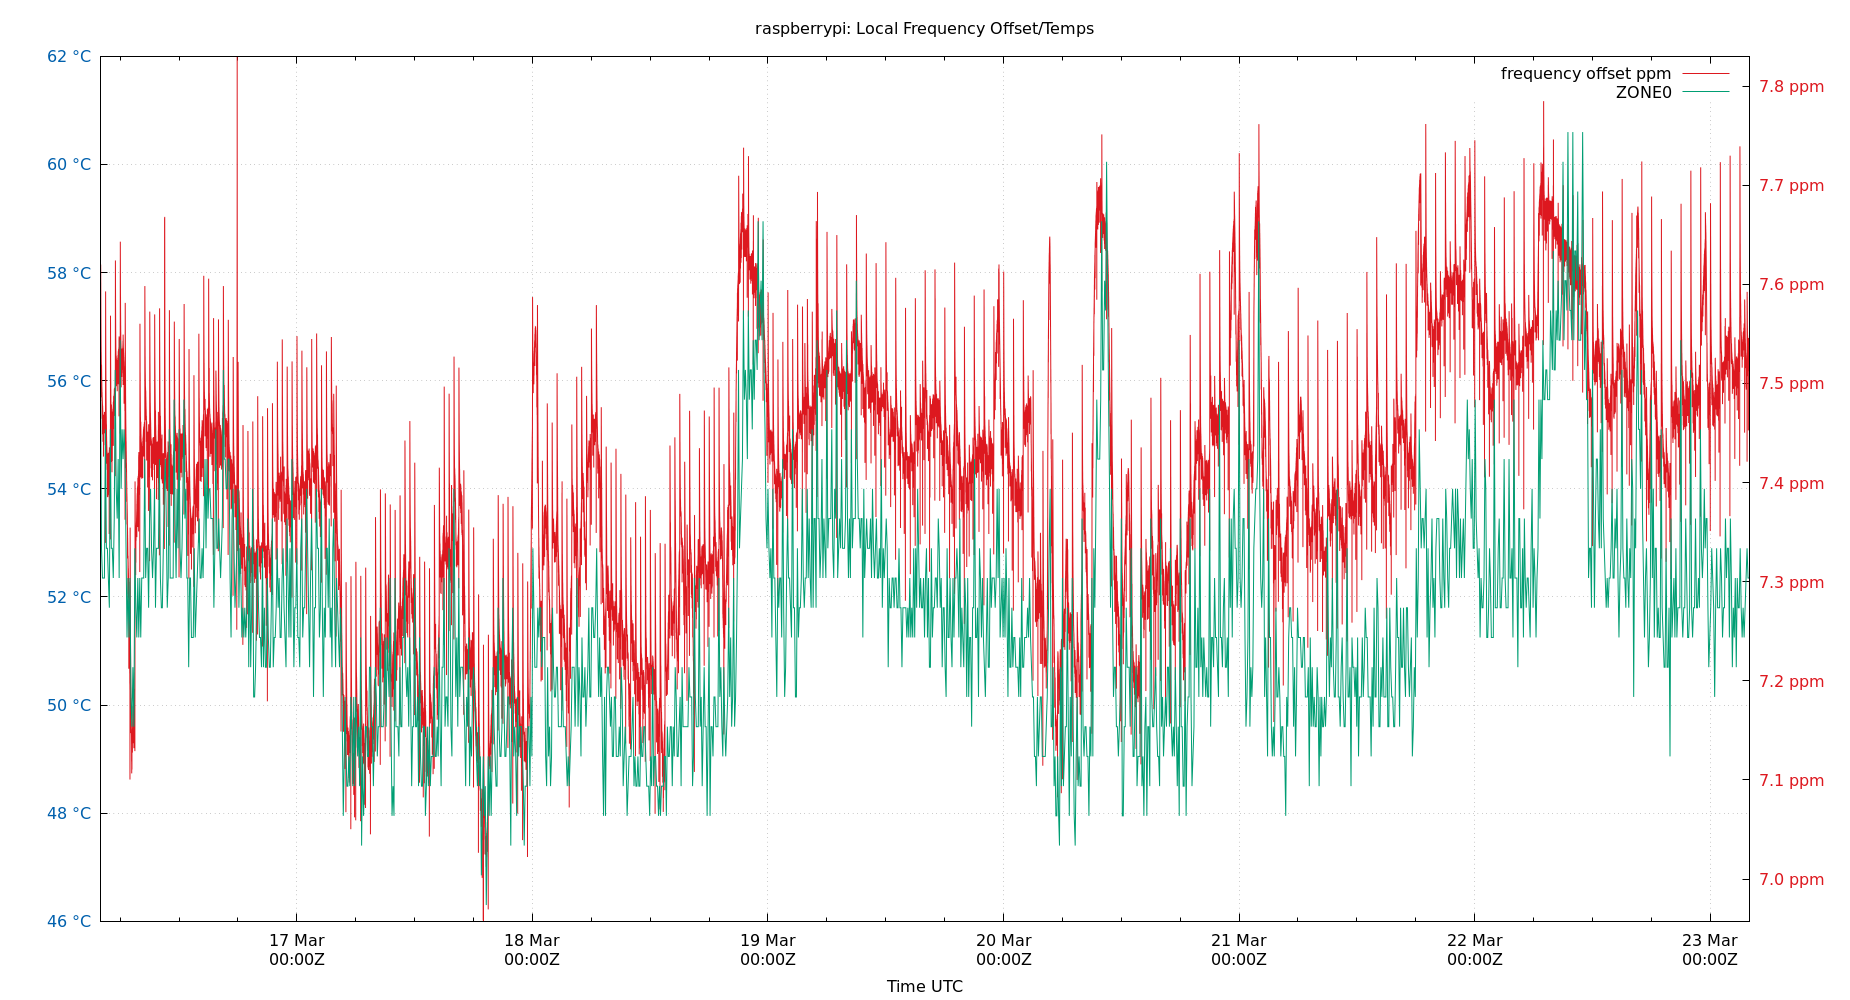 raspberrypi: Local Frequency Offset/Temps
frequency offset ppm
ZONE0
62 °C
60 °C
58 °C
56 °C
54 °C
52 °C
50 °C
48 °C
46 °C
7.8 ppm
7.7 ppm
7.6 ppm
7.5 ppm
7.4 ppm
7.3 ppm
7.2 ppm
7.1 ppm
7.0 ppm
17 Mar
00:00Z
18 Mar
00:00Z
19 Mar
00:00Z
20 Mar
00:00Z
21 Mar
00:00Z
22 Mar
00:00Z
23 Mar
00:00Z
Time UTC